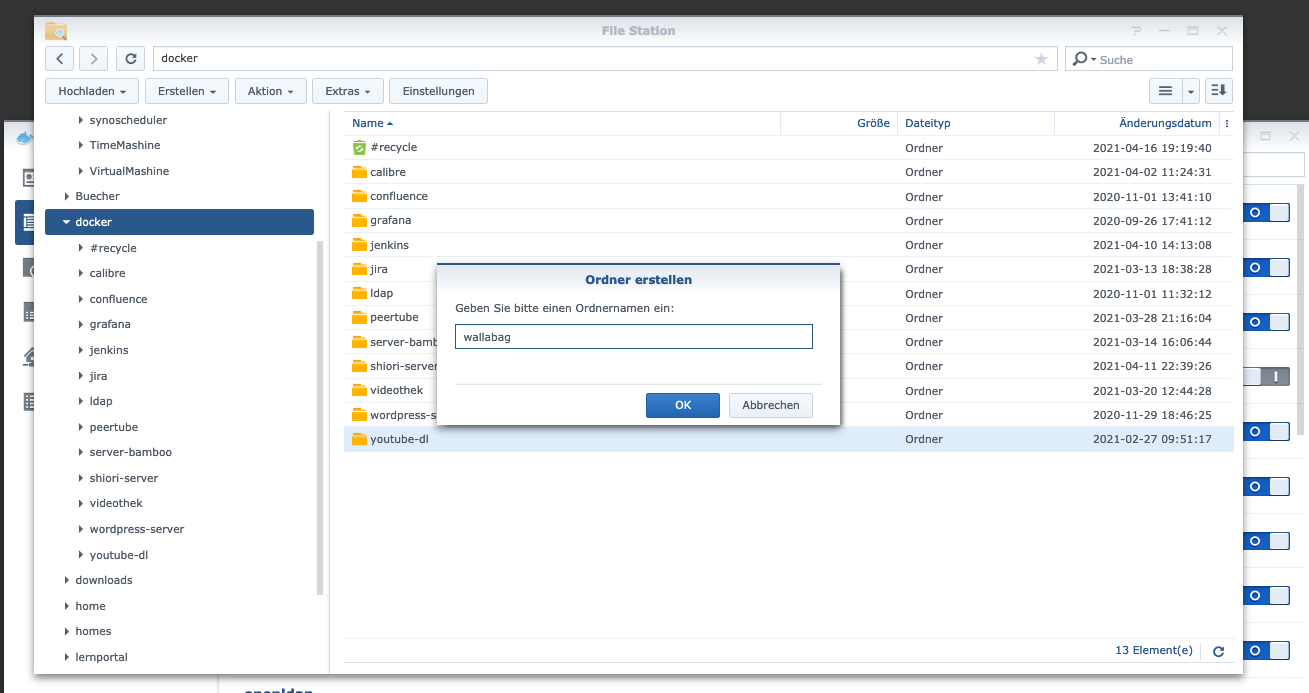 File Station
docker
Suche
Hochladen
Erstellen
Aktion
Extras
Einstellungen
synoscheduler
TimeMashine
VirtualMashine
Buecher
docker
#recycle
calibre
confluence
grafana
jenkins
jira
ldap
peertube
server-bamboo
shiori-server
videothek
wordpress-server
youtube-dl
downloads
home
homes
lernportal
Name Größe Dateityp Änderungsdatum
#recycle Ordner 2021-04-16 19:19:40
calibre Ordner 2021-04-02 11:24:31
confluence Ordner 2020-11-01 13:41:10
grafana Ordner 2020-09-26 17:41:12
jenkins Ordner 2021-04-10 14:13:08
jira Ordner 2021-03-13 18:38:28
ldap Ordner 2020-11-01 11:32:12
peertube Ordner 2021-03-28 21:16:04
server-bamb Ordner 2021-03-14 16:06:44
shiori-server Ordner 2021-04-11 22:39:26
videothek Ordner 2021-03-20 12:44:28
wordpress-s Ordner 2020-11-29 18:46:25
youtube-dl Ordner 2021-02-27 09:51:17
Ordner erstellen
Geben Sie bitte einen Ordnernamen ein:
wallabag
OK Abbrechen
13 Element(e)